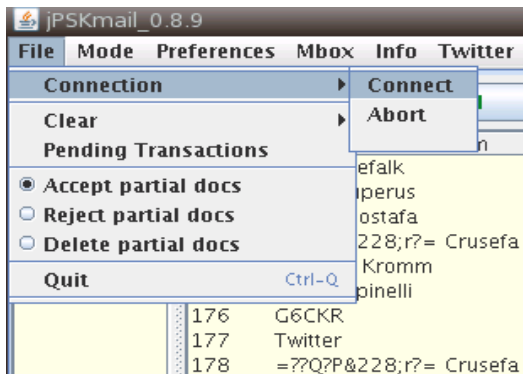 jPSKmail_0.8.9
File Mode Preferences Mbox Info Twitter
Connection Connect
Clear Abort
Pending Transactions
Accept partial docs
Reject partial docs
Delete partial docs
Quit Ctrl-Q
efalk
uperus
ostafa
228;r?= Crusefa
Kromm
pinelli
176 G6CKR
177 Twitter
178 =??Q?P&228;r?= Crusefa